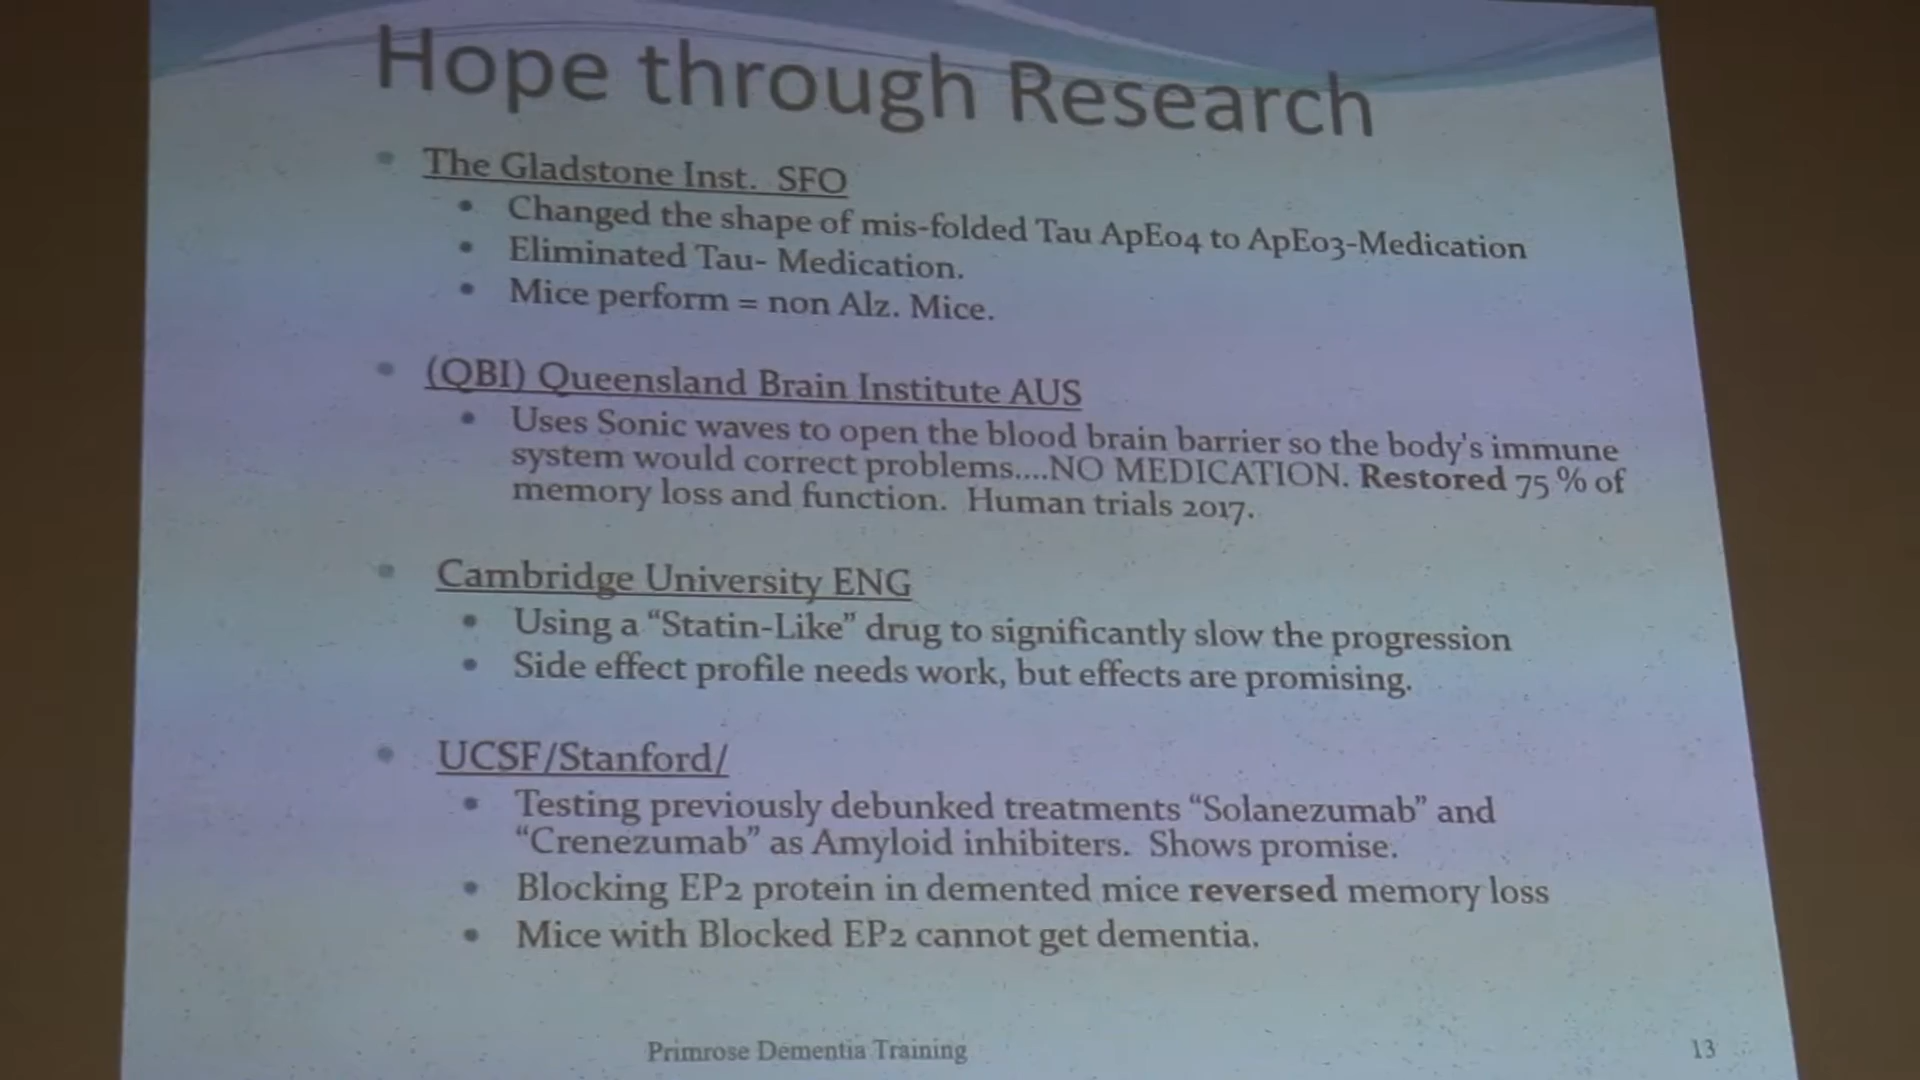 Hope through Research
• The Gladstone Inst. SFO
• Changed the shape of mis-folded Tau ApEo4 to ApEo3-Medication
• Eliminated Tau- Medication.
• Mice perform = non Alz. Mice.
• (QBI) Queensland Brain Institute AUS
• Uses Sonic waves to open the blood brain barrier so the body's immune
system would correct problems....NO MEDICATION. Restored 75 % of
memory loss and function. Human trials 2017.
• Cambridge University ENG
• Using a “Statin-Like” drug to significantly slow the progression
• Side effect profile needs work, but effects are promising.
• UCSF/Stanford/
• Testing previously debunked treatments “Solanezumab” and
“Crenezumab” as Amyloid inhibiters. Shows promise.
• Blocking EP2 protein in demented mice reversed memory loss
• Mice with Blocked EP2 cannot get dementia.
Primrose Dementia Training
13